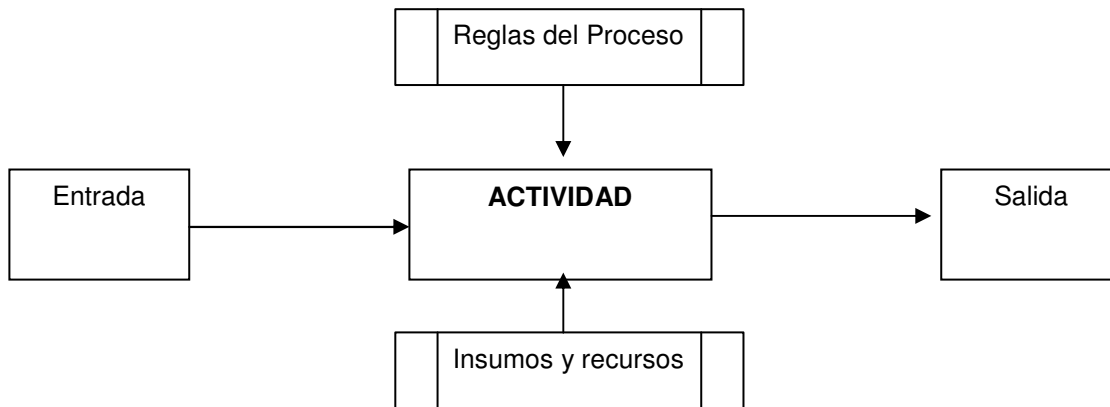 Reglas del Proceso
Entrada
ACTIVIDAD
Salida
Insumos y recursos